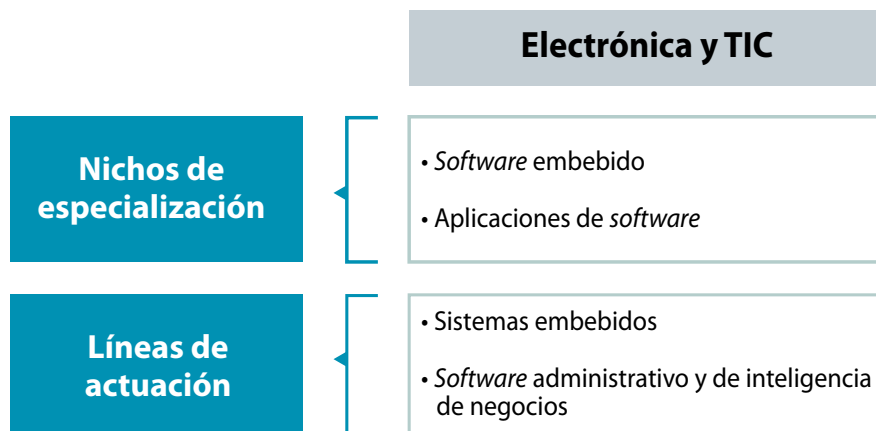 Electrónica y TIC
Nichos de
especialización
• Software embebido
• Aplicaciones de software
Líneas de
actuación
• Sistemas embebidos
• Software administrativo y de inteligencia
de negocios